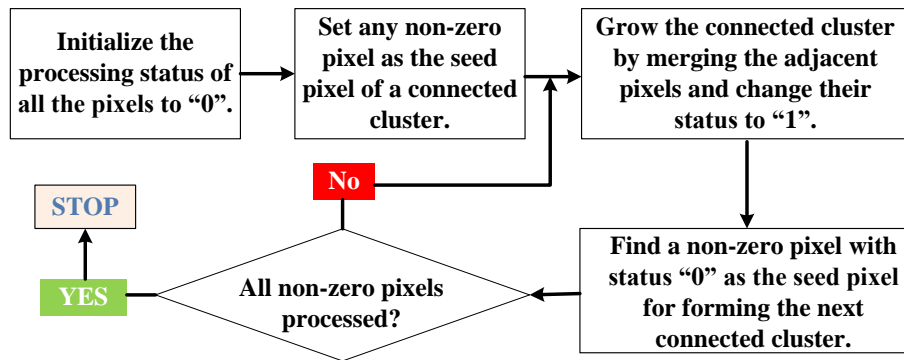 Initialize the
processing status of
all the pixels to “0”.
Set any non-zero
pixel as the seed
pixel of a connected
cluster.
Grow the connected cluster
by merging the adjacent
pixels and change their
status to “1”.
No
STOP
YES
All non-zero pixels
processed?
Find a non-zero pixel with
status “0” as the seed pixel
for forming the next
connected cluster.